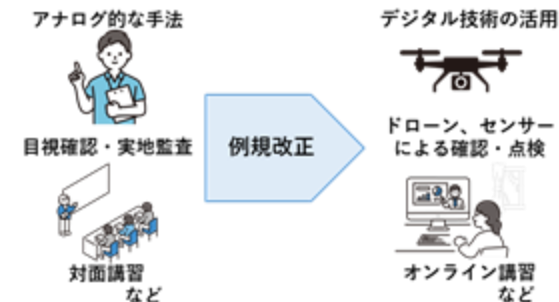 アナログ的な手法
目視確認・実地監査
対面講習
など
例規改正
デジタル技術の活用
ドローン、センサー
による確認・点検
オンライン講習
など